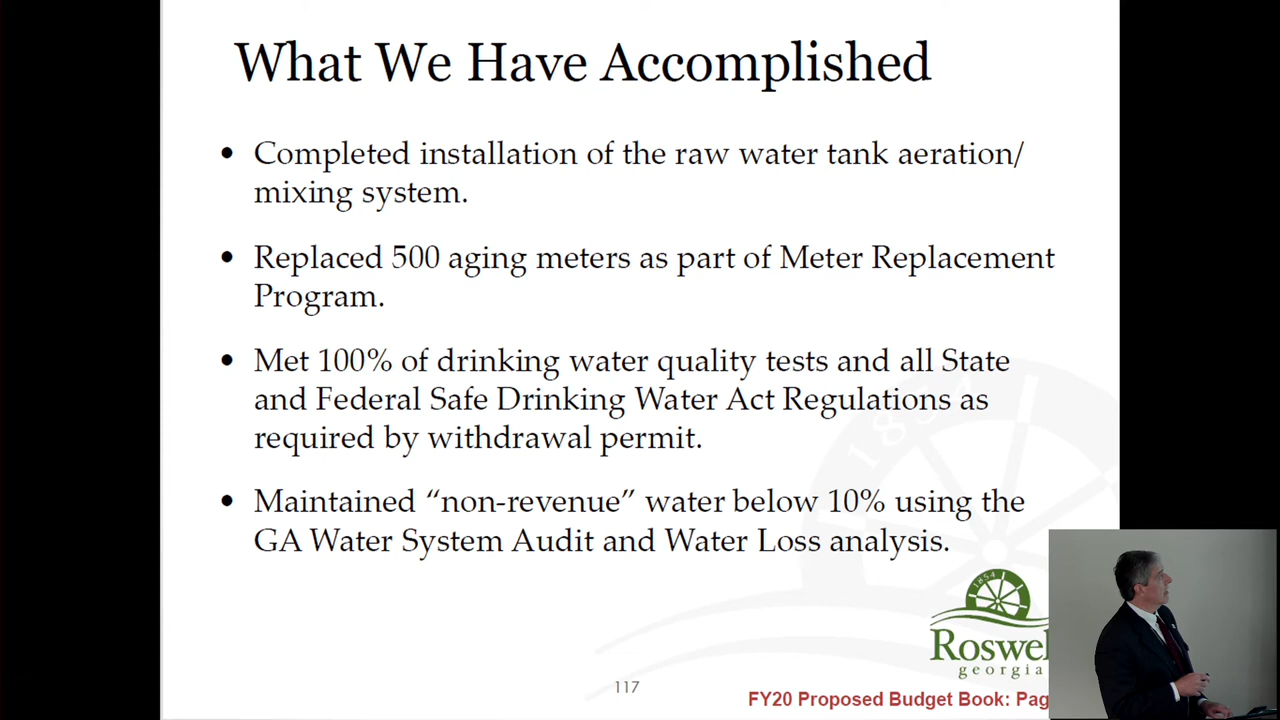 What We Have Accomplished
• Completed installation of the raw water tank aeration/
mixing system.
• Replaced 500 aging meters as part of Meter Replacement
Program.
• Met 100% of drinking water quality tests and all State
and Federal Safe Drinking Water Act Regulations as
required by withdrawal permit.
• Maintained “non-revenue” water below 10% using the
GA Water System Audit and Water Loss analysis.
1854
1854
Roswel
georgia
117
FY20 Proposed Budget Book: Pag